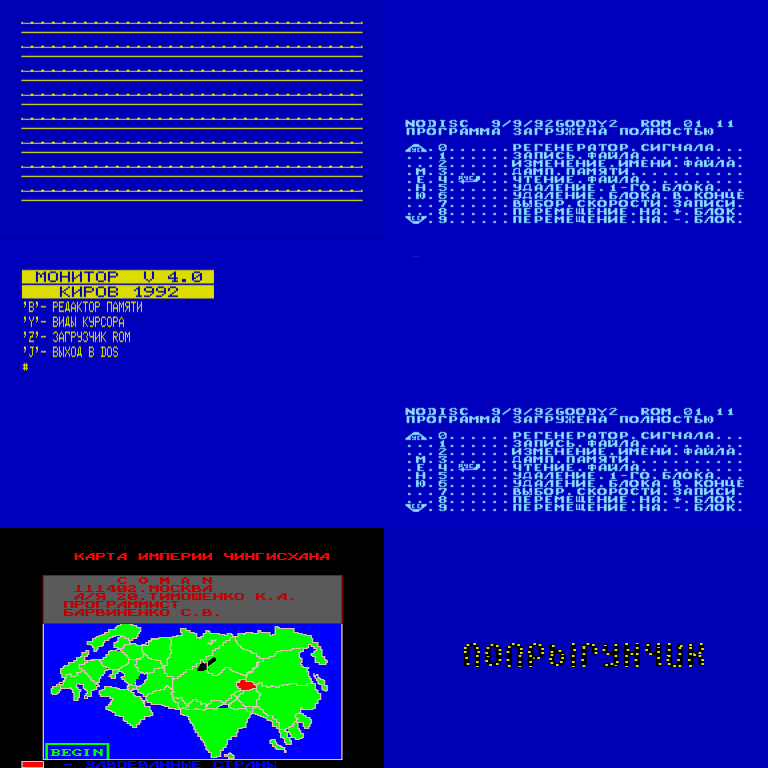 NODISC 9/9/92GOODY2 ROM 01 11
ПРОГРАММА ЗАГРУЖЕНА ПОЛНОСТЬЮ
0......РЕГЕНЕРАТОР.СИГНАЛА...
...1......ЗАПИСЬ.ФАЙЛА..........
...2......ИЗМЕНЕНИЕ.ИМЕНИ.ФАЙЛА.
.М.3......ДАМП.ПАМЯТИ...........
.Е.4......ЧТЕНИЕ.ФАЙЛА..........
.Н.5......УДАЛЕНИЕ.1-ГО.БЛОКА...
.Ю.6......УДАЛЕНИЕ.БЛОКА.В.КОНЦЕ
...7......ВЫБОР.СКОРОСТИ.ЗАПИСИ.
...8......ПЕРЕМЕЩЕНИЕ.НА.+.БЛОК.
9......ПЕРЕМЕЩЕНИЕ.НА.-.БЛОК.
МОНИТОР V 4.0
КИРОВ 1992
'B'- РЕДАКТОР ПАМЯТИ
'Y'- ВИДЫ КУРСОРА
'Z'- ЗАГРУЗЧИК ROM
'J'- ВЫХОД В DOS
#
NODISC 9/9/92GOODY2 ROM 01 11
ПРОГРАММА ЗАГРУЖЕНА ПОЛНОСТЬЮ
0......РЕГЕНЕРАТОР.СИГНАЛА...
...1......ЗАПИСЬ.ФАЙЛА..........
...2......ИЗМЕНЕНИЕ.ИМЕНИ.ФАЙЛА.
.М.3......ДАМП.ПАМЯТИ...........
.Е.4......ЧТЕНИЕ.ФАЙЛА..........
.Н.5......УДАЛЕНИЕ.1-ГО.БЛОКА...
.Ю.6......УДАЛЕНИЕ.БЛОКА.В.КОНЦЕ
...7......ВЫБОР.СКОРОСТИ.ЗАПИСИ.
...8......ПЕРЕМЕЩЕНИЕ.НА.+.БЛОК.
9......ПЕРЕМЕЩЕНИЕ.НА.-.БЛОК.
КАРТА ИМПЕРИИ ЧИНГИСХАНА
C O M A N
111402.МОСКВА
А/Я 20.ТИМОШЕНКО К.А.
ПРОГРАММИСТ
БАРВИНЕНКО С.В.
BEGIN
- ЗАВОЕВАННЫЕ СТРАНЫ
ПОПРЫГУНЧИК